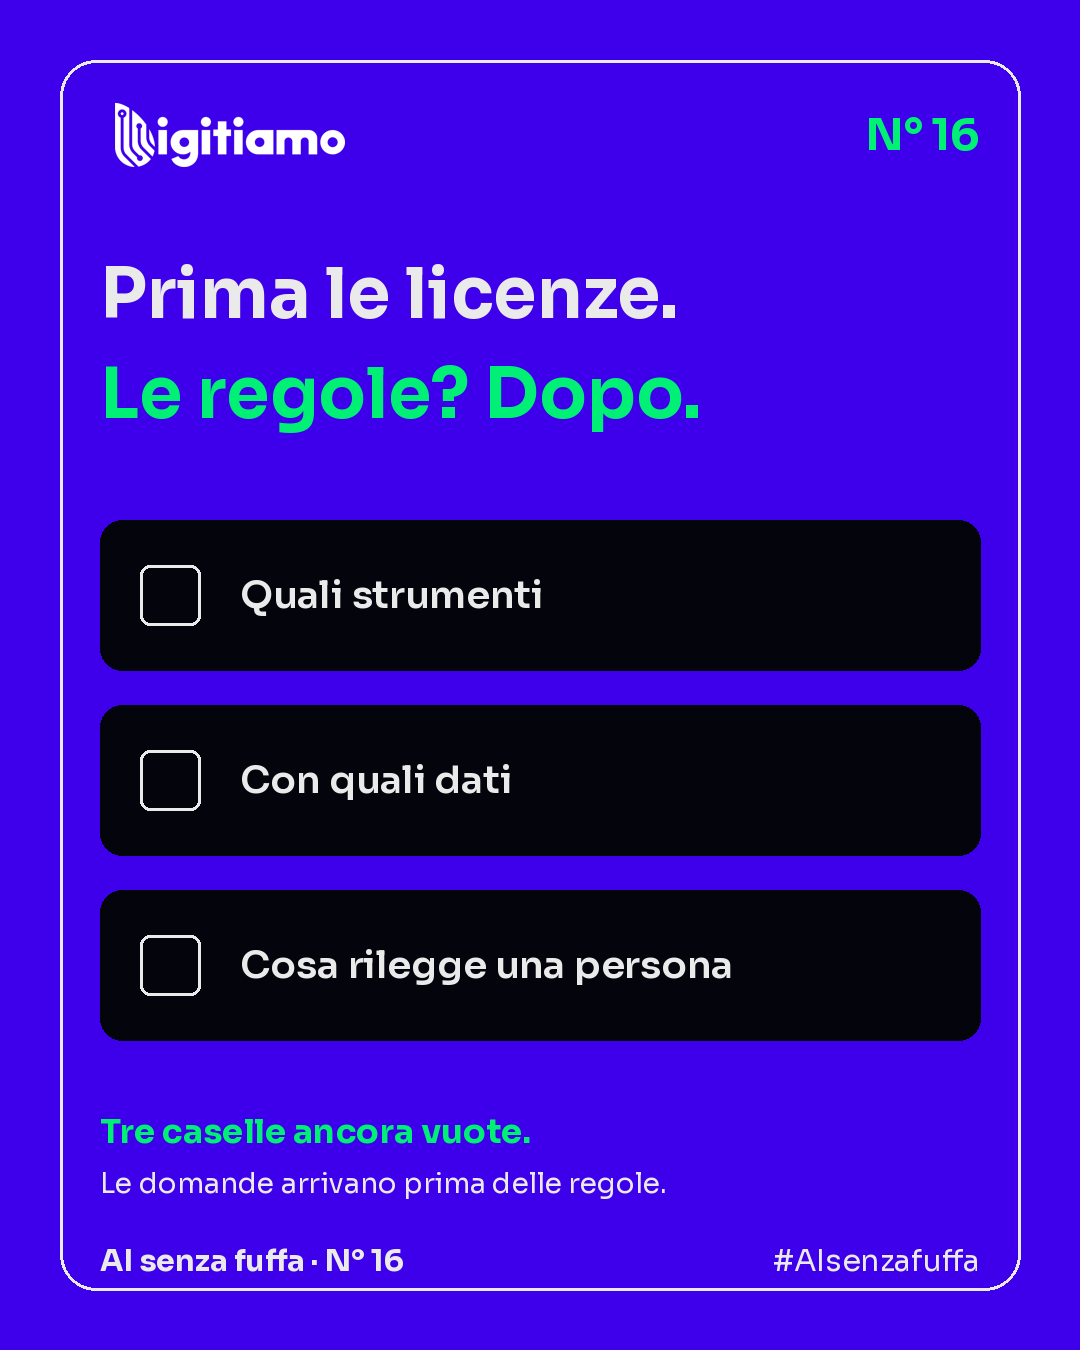 Digitiamo
N° 16
Prima le licenze.
Le regole? Dopo.
Quali strumenti
Con quali dati
Cosa rilegge una persona
Tre caselle ancora vuote.
Le domande arrivano prima delle regole.
AI senza fuffa · N° 16
#AIsenzafuffa